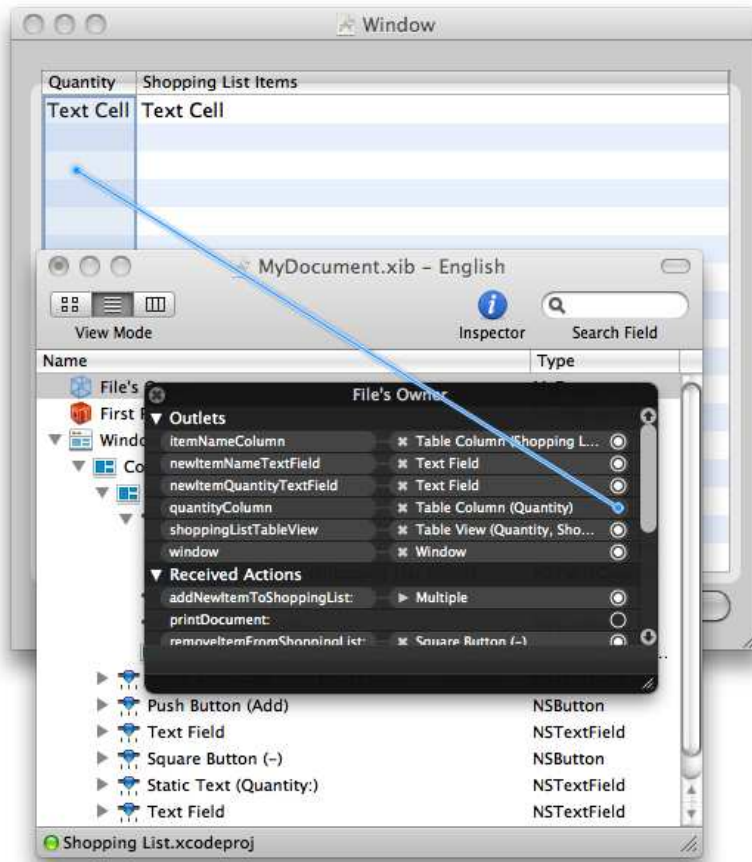 Window
Quantity Shopping List Items
Text Cell Text Cell
MyDocument.xib – English
View Mode Inspector Search Field
Name Type
File's
First
File's Owner
Outlets
itemNameColumn Table Column (Shopping L...
newItemNameTextField Text Field
newItemQuantityTextField Text Field
quantityColumn Table Column (Quantity)
shoppingListTableView Table View (Quantity, Sho...
window Window
Received Actions
addNewItemToShoppingList: Multiple
printDocument:
removeItemFromShoppingList: Square Button (-)
Push Button (Add) NSButton
Text Field NSTextField
Square Button (-) NSButton
Static Text (Quantity:) NSTextField
Text Field NSTextField
Shopping List.xcodeproj